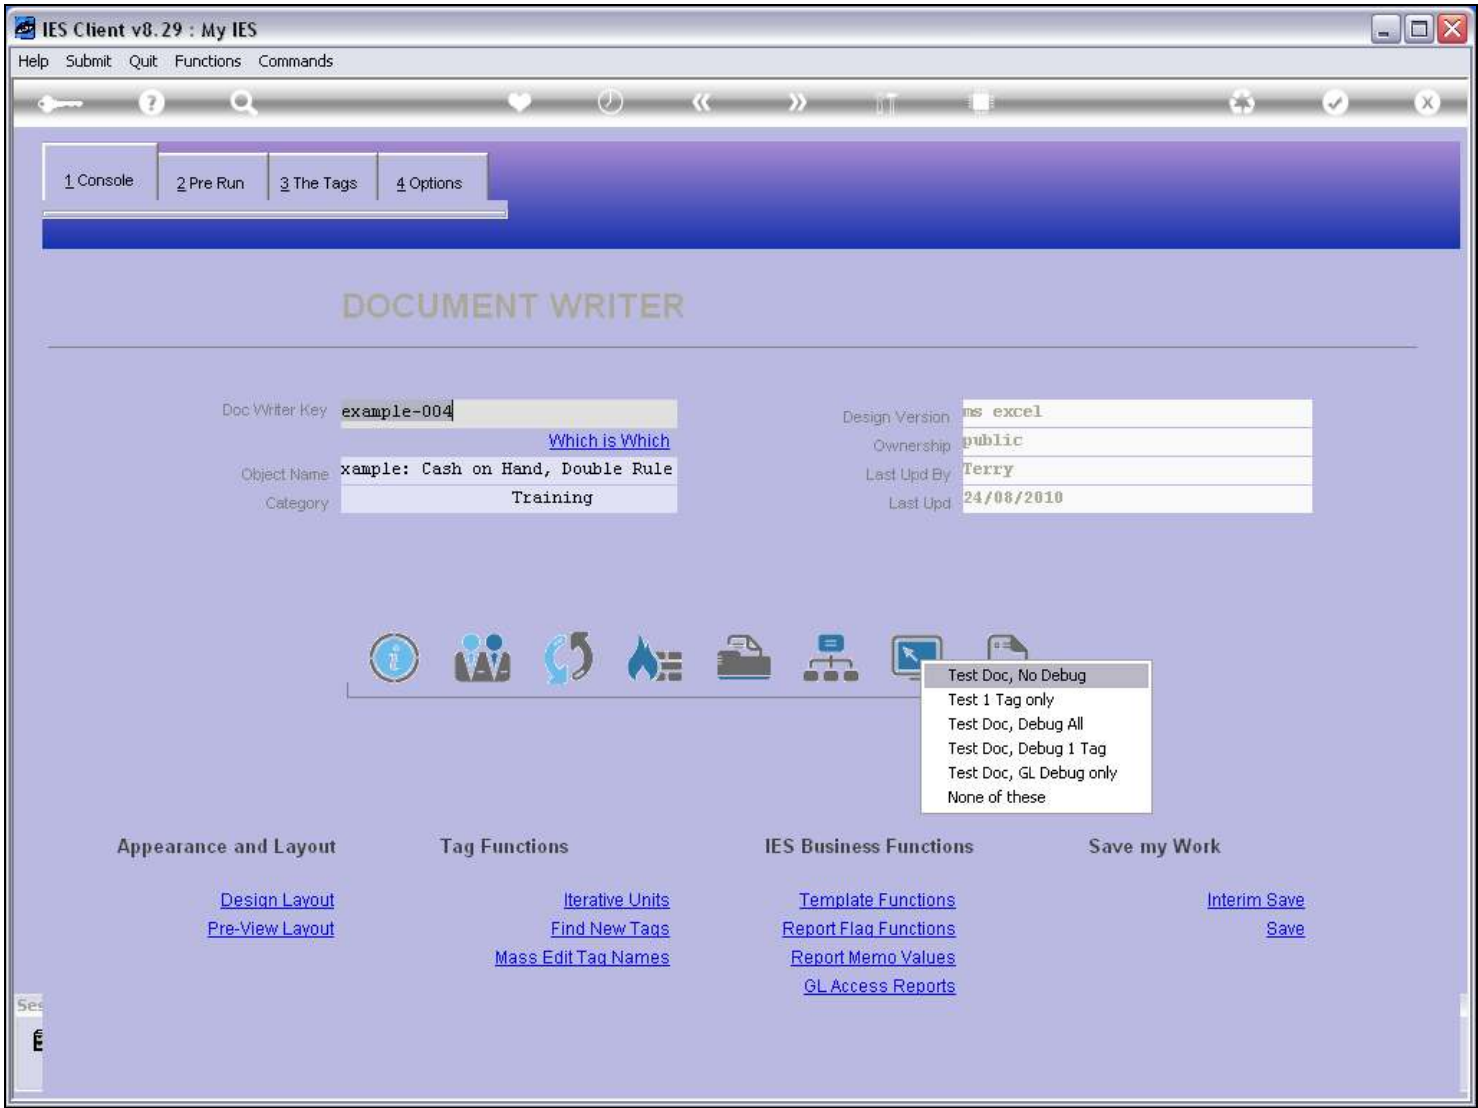 IES Client v8.29 : My IES
Help Submit Quit Functions Commands
1 Console 2 Pre Run 3 The Tags 4 Options
DOCUMENT WRITER
Doc Writer Key example-004
Which is Which
Object Name xample: Cash on Hand, Double Rule
Category Training
Design Version ms excel
Ownership public
Last Upd By Terry
Last Upd 24/08/2010
Test Doc, No Debug
Test 1 Tag only
Test Doc, Debug All
Test Doc, Debug 1 Tag
Test Doc, GL Debug only
None of these
Appearance and Layout
Design Layout
Pre-View Layout
Tag Functions
Iterative Units
Find New Tags
Mass Edit Tag Names
IES Business Functions
Template Functions
Report Flag Functions
Report Memo Values
GL Access Reports
Save my Work
Interim Save
Save
Ses